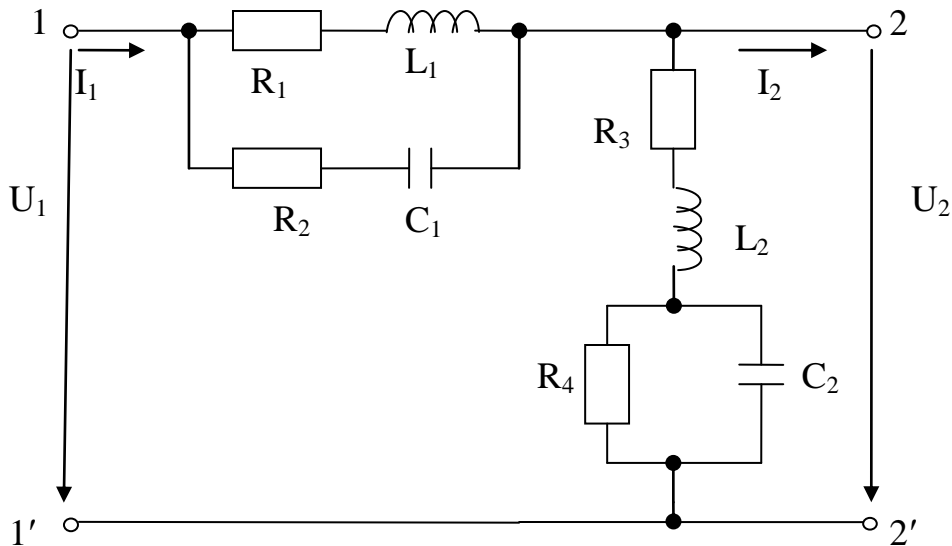 1
2
I₁
R₁
L₁
I₂
R₃
U₁
R₂
C₁
U₂
L₂
R₄
C₂
1′
2′